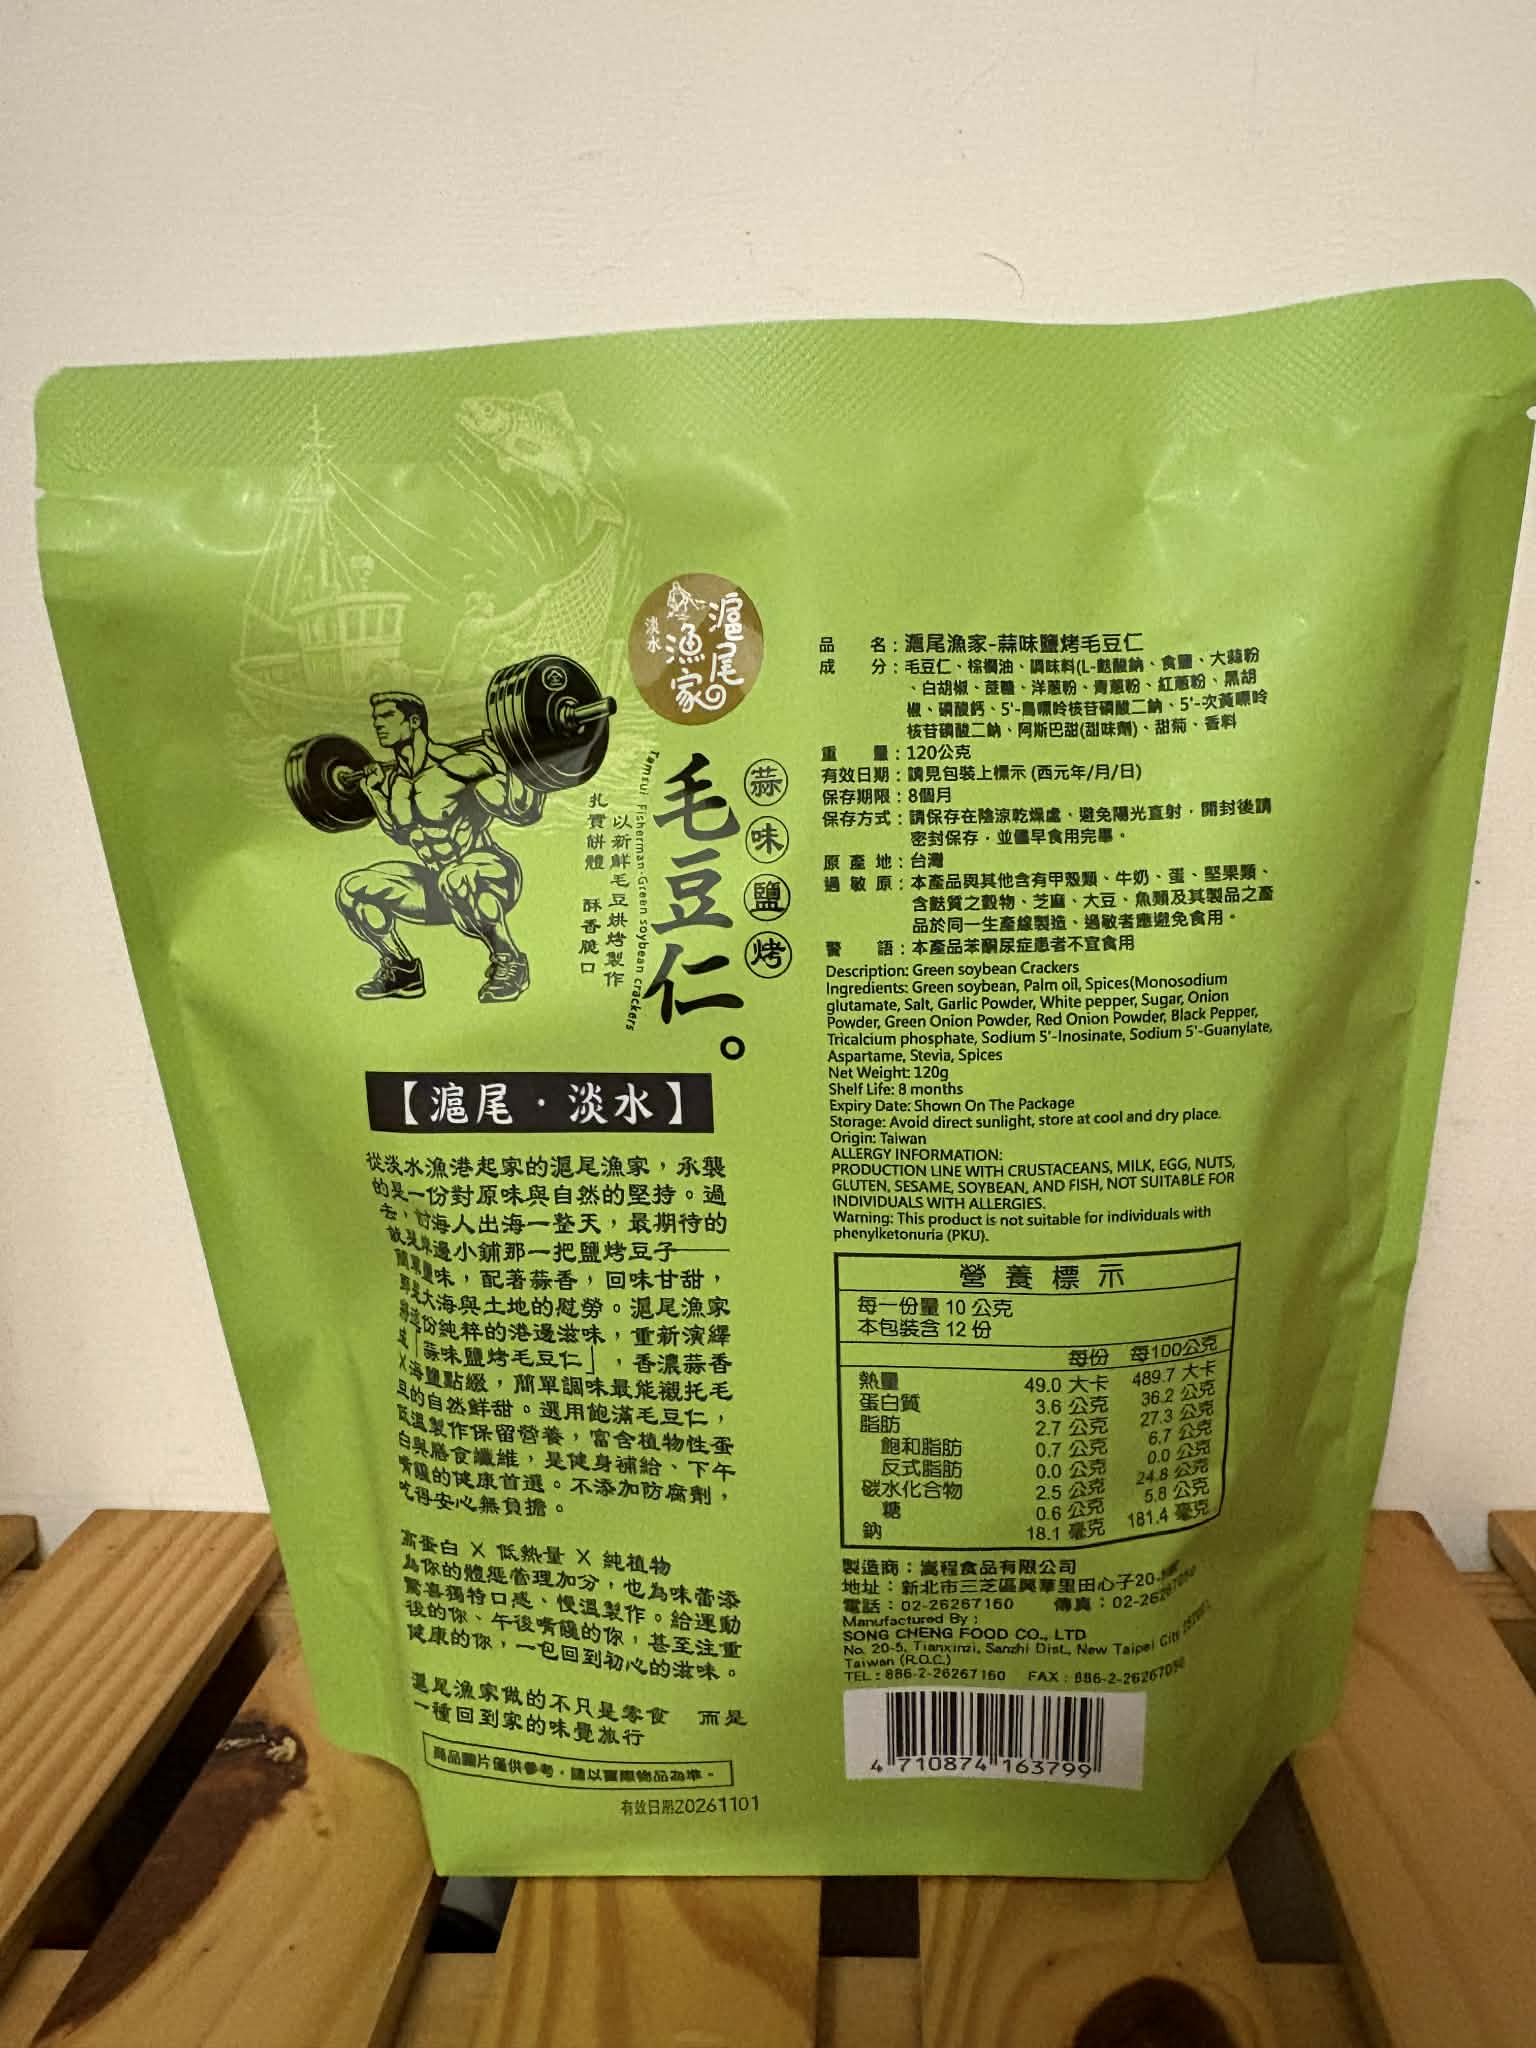 滬尾漁家
淡水
蒜味鹽烤
毛豆仁。
Tamsui Fisherman-Green soybean crackers
以新鮮毛豆烘烤製作
扎實餅體 酥香脆口
【滬尾·淡水】
從淡水漁港起家的滬尾漁家，承襲
的是一份對原味與自然的堅持。過
去，討海人出海一整天，最期待的
就是岸邊小舖那一把鹽烤豆子——
簡單鹽味，配著蒜香，回味甘甜，
即是大海與土地的慰勞。滬尾漁家
將這份純粹的港邊滋味，重新演繹
「蒜味鹽烤毛豆仁」，香濃蒜香
X海鹽點綴，簡單調味最能襯托毛
豆的自然鮮甜。選用飽滿毛豆仁，
低溫製作保留營養，富含植物性蛋
白與膳食纖維，是健身補給、下午
嘴饞的健康首選。不添加防腐劑，
吃得安心無負擔。
高蛋白 X 低熱量 X 純植物
為你的體態管理加分，也為味蕾添
驚喜獨特口感、慢溫製作。給運動
後的你、午後嘴饞的你，甚至注重
健康的你，一包回到初心的滋味。
滬尾漁家做的不只是零食 而是
一種回到家的味覺旅行
商品圖片僅供參考，請以實際物品為準。
有效日期20261101
品 名：滬尾漁家-蒜味鹽烤毛豆仁
成 分：毛豆仁、棕櫚油、調味料(L-麩酸鈉、食鹽、大蒜粉
、白胡椒、蔗糖、洋蔥粉、青蔥粉、紅蔥粉、黑胡
椒、磷酸鈣、5'-鳥嘌呤核苷磷酸二鈉、5'-次黃嘌呤
核苷磷酸二鈉、阿斯巴甜(甜味劑)、甜菊、香料
重 量：120公克
有效日期：請見包裝上標示 (西元年/月/日)
保存期限：8個月
保存方式：請保存在陰涼乾燥處，避免陽光直射，開封後請
密封保存，並儘早食用完畢。
原產地：台灣
過敏原：本產品與其他含有甲殼類、牛奶、蛋、堅果類、
含麩質之穀物、芝麻、大豆、魚類及其製品之產
品於同一生產線製造、過敏者應避免食用。
警 語：本產品苯酮尿症患者不宜食用
Description: Green soybean Crackers
Ingredients: Green soybean, Palm oil, Spices(Monosodium
glutamate, Salt, Garlic Powder, White pepper, Sugar, Onion
Powder, Green Onion Powder, Red Onion Powder, Black Pepper,
Tricalcium phosphate, Sodium 5'-Inosinate, Sodium 5'-Guanylate,
Aspartame, Stevia, Spices
Net Weight: 120g
Shelf Life: 8 months
Expiry Date: Shown On The Package
Storage: Avoid direct sunlight, store at cool and dry place.
Origin: Taiwan
ALLERGY INFORMATION:
PRODUCTION LINE WITH CRUSTACEANS, MILK, EGG, NUTS,
GLUTEN, SESAME, SOYBEAN, AND FISH, NOT SUITABLE FOR
INDIVIDUALS WITH ALLERGIES.
Warning: This product is not suitable for individuals with
phenylketonuria (PKU).
營養標示
每一份量 10 公克
本包裝含 12 份
每份 每100公克
熱量 49.0 大卡 489.7 大卡
蛋白質 3.6 公克 36.2 公克
脂肪 2.7 公克 27.3 公克
飽和脂肪 0.7 公克 6.7 公克
反式脂肪 0.0 公克 0.0 公克
碳水化合物 2.5 公克 24.8 公克
糖 0.6 公克 5.8 公克
鈉 18.1 毫克 181.4 毫克
製造商：嵩程食品有限公司
地址：新北市三芝區興華里田心子20-5號
電話：02-26267160 傳真：02-26267050
Manufactured By :
SONG CHENG FOOD CO., LTD
No. 20-5, Tianxinzi, Sanzhi Dist., New Taipei City
Taiwan (R.O.C.)
TEL : 886-2-26267160 FAX : 886-2-26267050
4 710874 163799